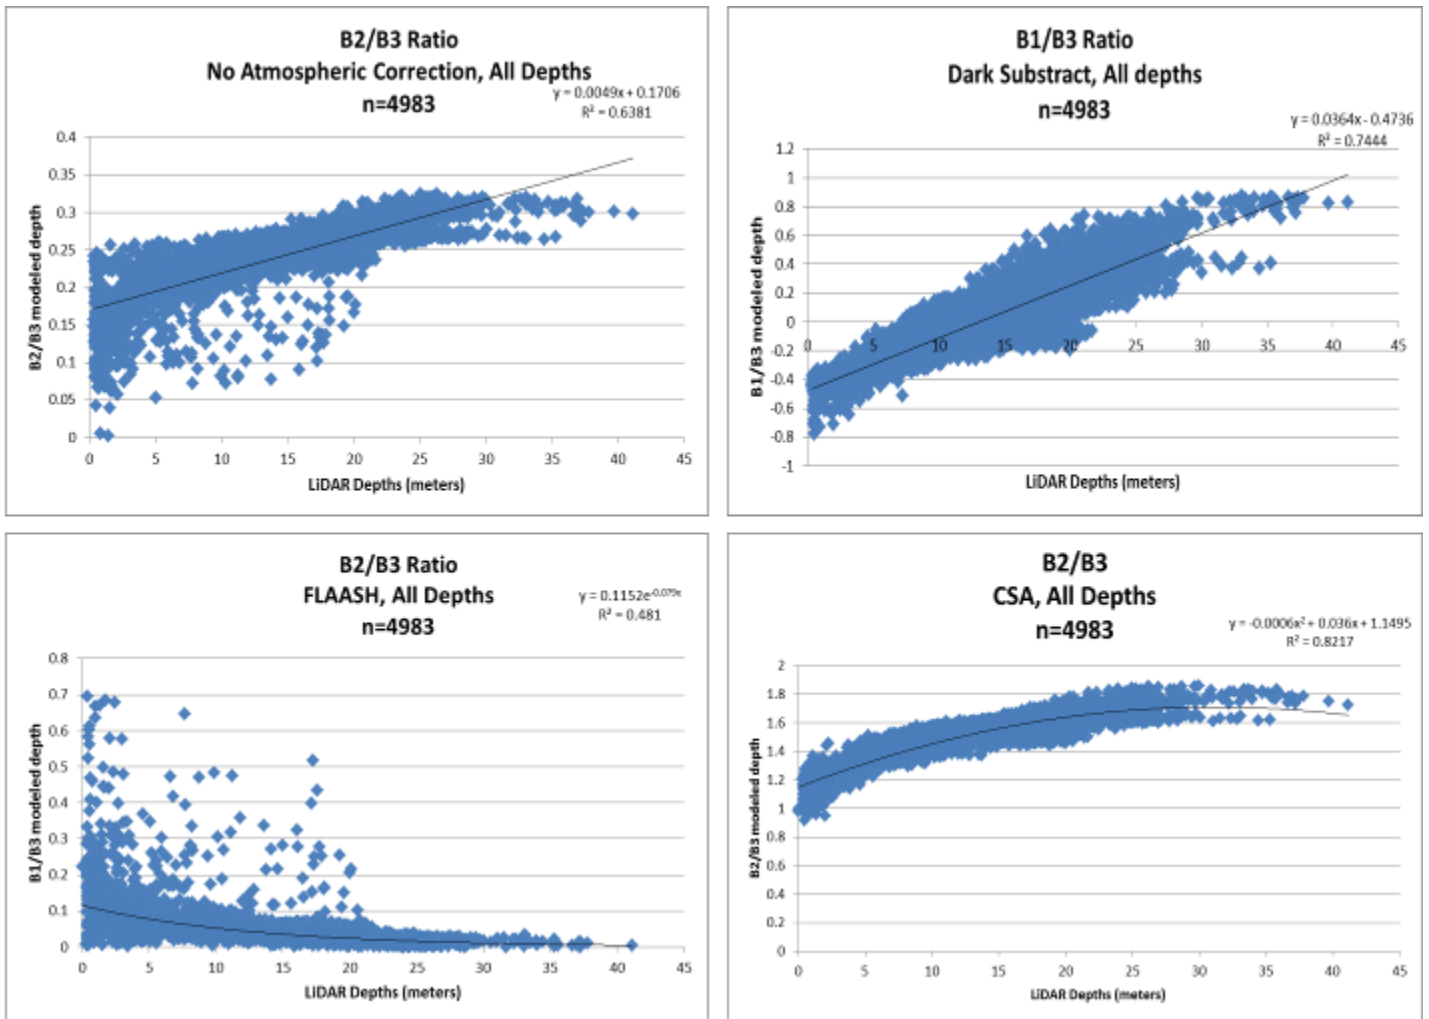 B2/B3 Ratio
No Atmospheric Correction, All Depths
n=4983
y = 0.0049x + 0.1706
R² = 0.6381
0.4
0.35
0.3
0.25
0.2
0.15
0.1
0.05
0
B2/B3 modeled depth
0 5 10 15 20 25 30 35 40 45
LiDAR Depths (meters)
B1/B3 Ratio
Dark Substract, All depths
n=4983
y = 0.0364x - 0.4736
R² = 0.7444
1.2
1
0.8
0.6
0.4
0.2
0
-0.2
-0.4
-0.6
-0.8
-1
B1/B3 modeled depth
0 5 10 15 20 25 30 35 40 45
LiDAR Depths (meters)
B2/B3 Ratio
FLAASH, All Depths
n=4983
y = 0.1152e-0.079x
R² = 0.481
0.8
0.7
0.6
0.5
0.4
0.3
0.2
0.1
0
B1/B3 modeled depth
0 5 10 15 20 25 30 35 40 45
LiDAR Depths (meters)
B2/B3
CSA, All Depths
n=4983
y = -0.0006x² + 0.036x + 1.1495
R² = 0.8217
2
1.8
1.6
1.4
1.2
1
0.8
0.6
0.4
0.2
0
B2/B3 modeled depth
0 5 10 15 20 25 30 35 40 45
LiDAR Depths (meters)